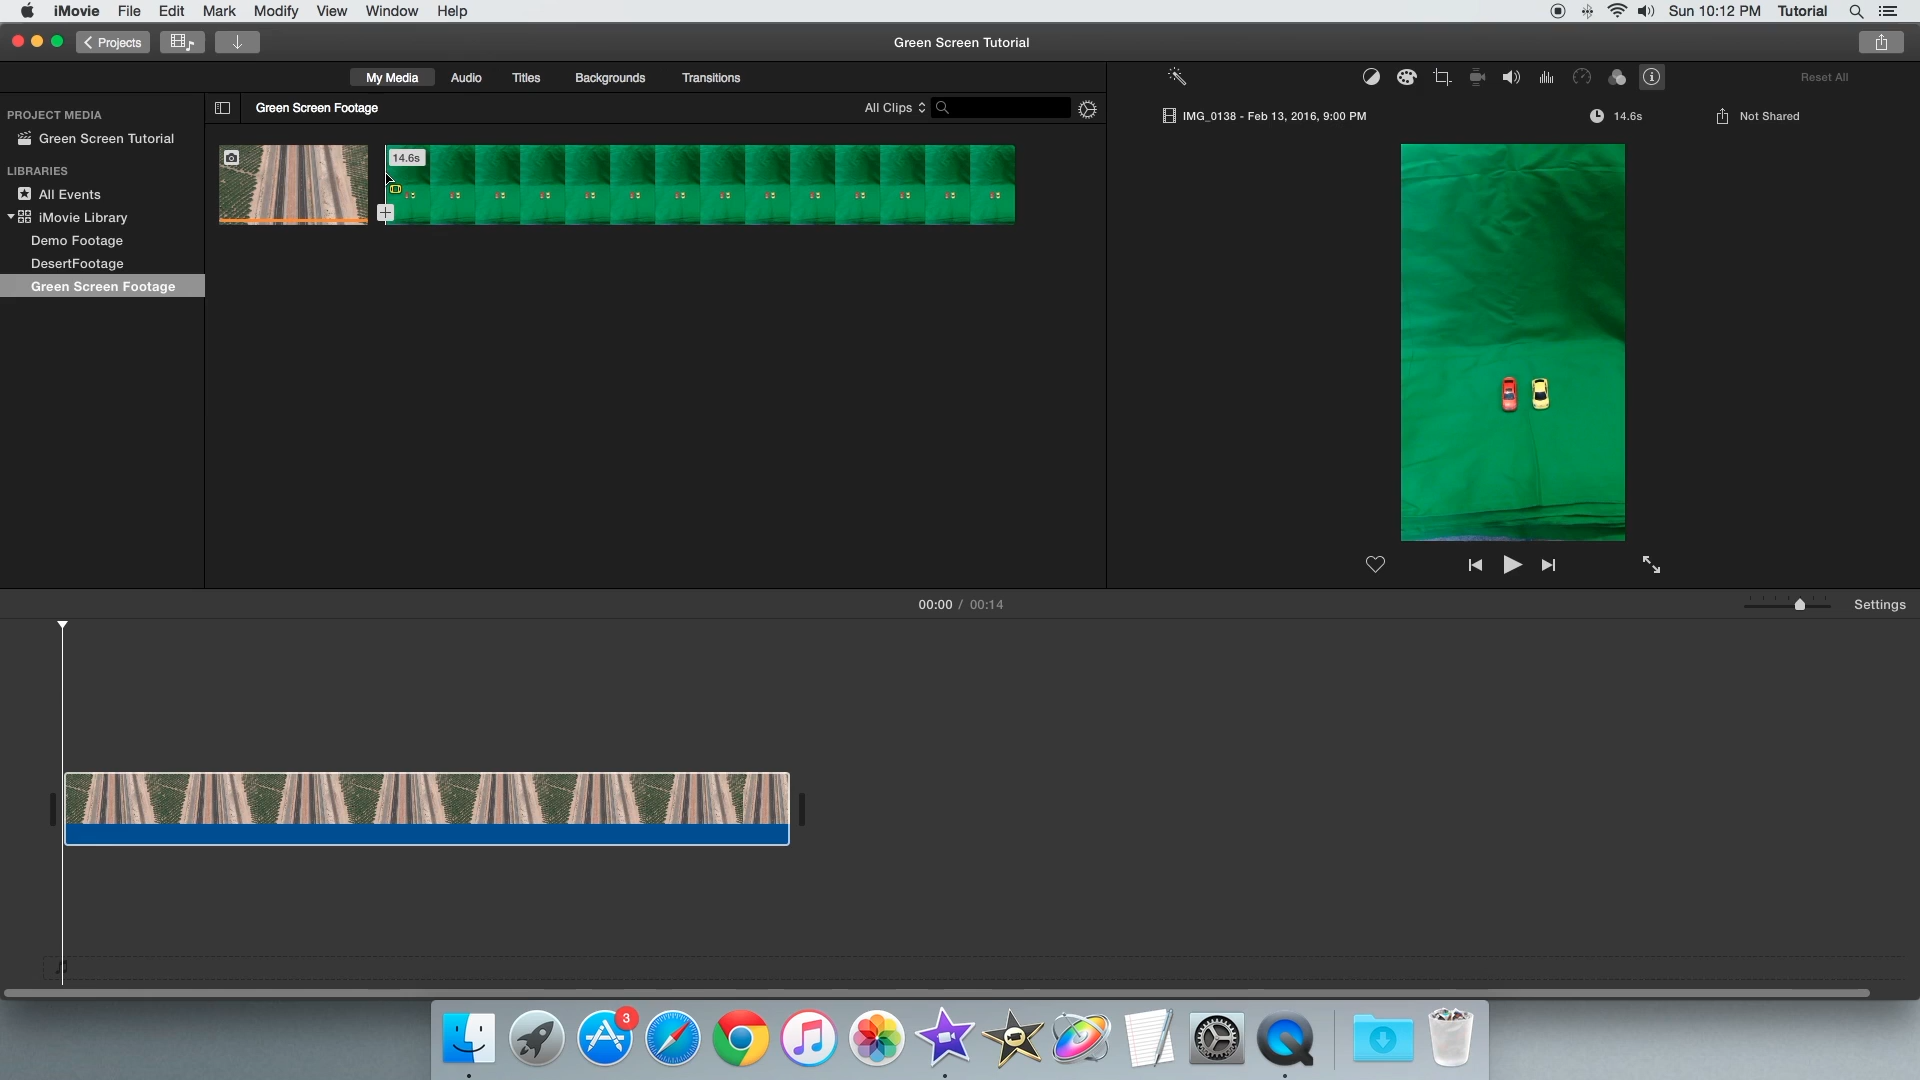 iMovie File Edit Mark Modify View Window Help Sun 10:12 PM Tutorial
Projects Green Screen Tutorial
My Media Audio Titles Backgrounds Transitions Reset All
PROJECT MEDIA Green Screen Footage All Clips IMG_0138 - Feb 13, 2016, 9:00 PM 14.6s Not Shared
Green Screen Tutorial
14.6s
LIBRARIES
All Events
iMovie Library
Demo Footage
DesertFootage
Green Screen Footage
00:00 / 00:14 Settings
3